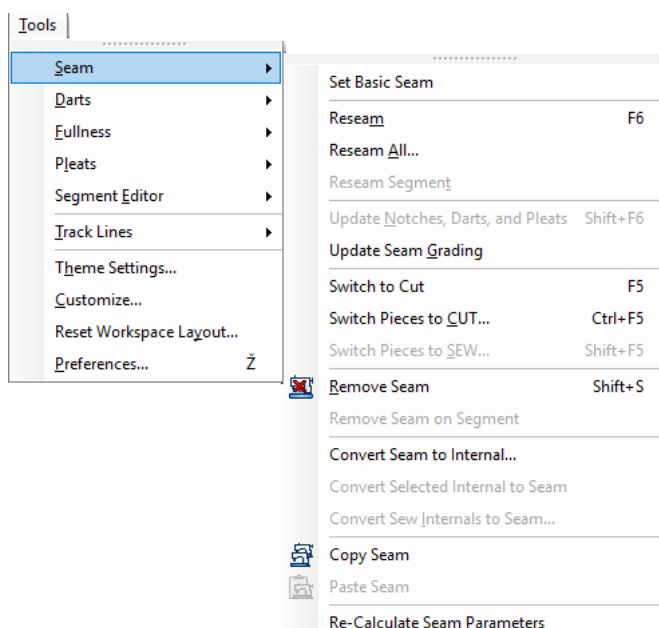 Tools
Seam
Darts
Fullness
Pleats
Segment Editor
Track Lines
Theme Settings...
Customize...
Reset Workspace Layout...
Preferences... Ž
Set Basic Seam
Reseam F6
Reseam All...
Reseam Segment
Update Notches, Darts, and Pleats Shift+F6
Update Seam Grading
Switch to Cut F5
Switch Pieces to CUT... Ctrl+F5
Switch Pieces to SEW... Shift+F5
Remove Seam Shift+S
Remove Seam on Segment
Convert Seam to Internal...
Convert Selected Internal to Seam
Convert Sew Internals to Seam...
Copy Seam
Paste Seam
Re-Calculate Seam Parameters